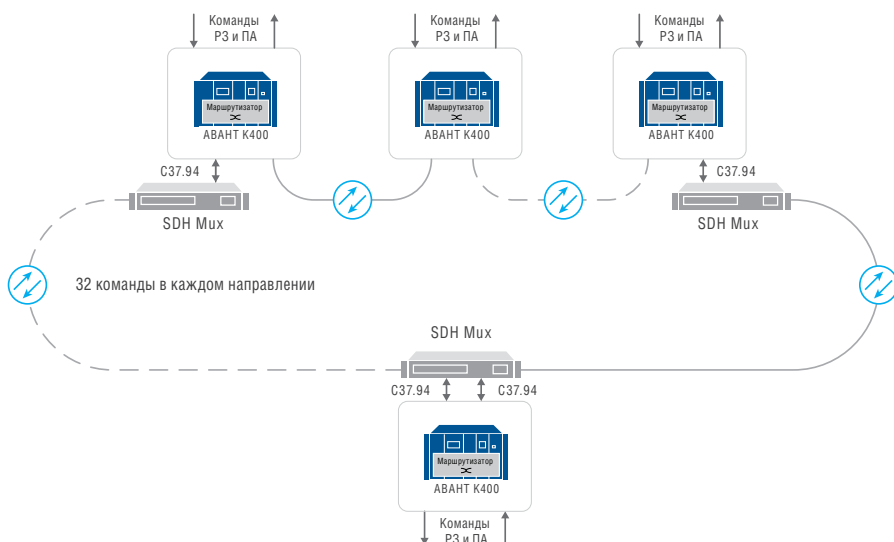 Команды
РЗ и ПА
Команды
РЗ и ПА
Команды
РЗ и ПА
Маршрутизатор
АВАНТ К400
Маршрутизатор
АВАНТ К400
Маршрутизатор
АВАНТ К400
C37.94
C37.94
SDH Mux
SDH Mux
32 команды в каждом направлении
SDH Mux
C37.94
C37.94
Маршрутизатор
АВАНТ К400
Команды
РЗ и ПА